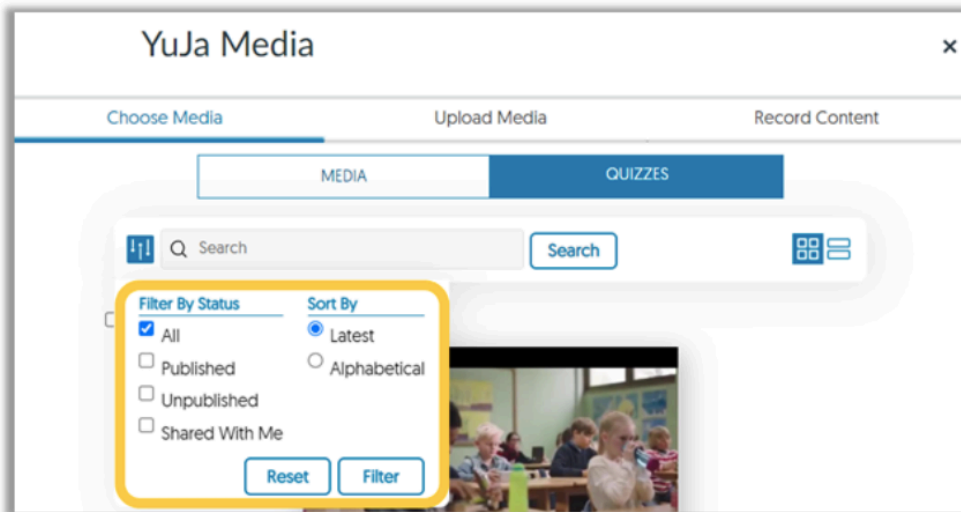 YuJa Media
×
Choose Media Upload Media Record Content
MEDIA QUIZZES
Search Search
Filter By Status Sort By
All Latest
Published Alphabetical
Unpublished
Shared With Me
Reset Filter